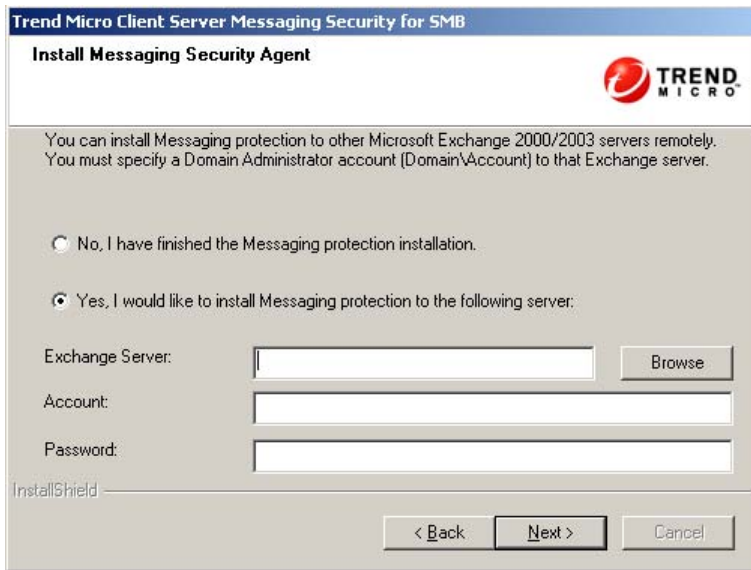 Trend Micro Client Server Messaging Security for SMB
Install Messaging Security Agent
TREND
MICRO™
You can install Messaging protection to other Microsoft Exchange 2000/2003 servers remotely.
You must specify a Domain Administrator account (Domain\Account) to that Exchange server.
No, I have finished the Messaging protection installation.
Yes, I would like to install Messaging protection to the following server:
Exchange Server:
Browse
Account:
Password:
InstallShield
< Back
Next >
Cancel